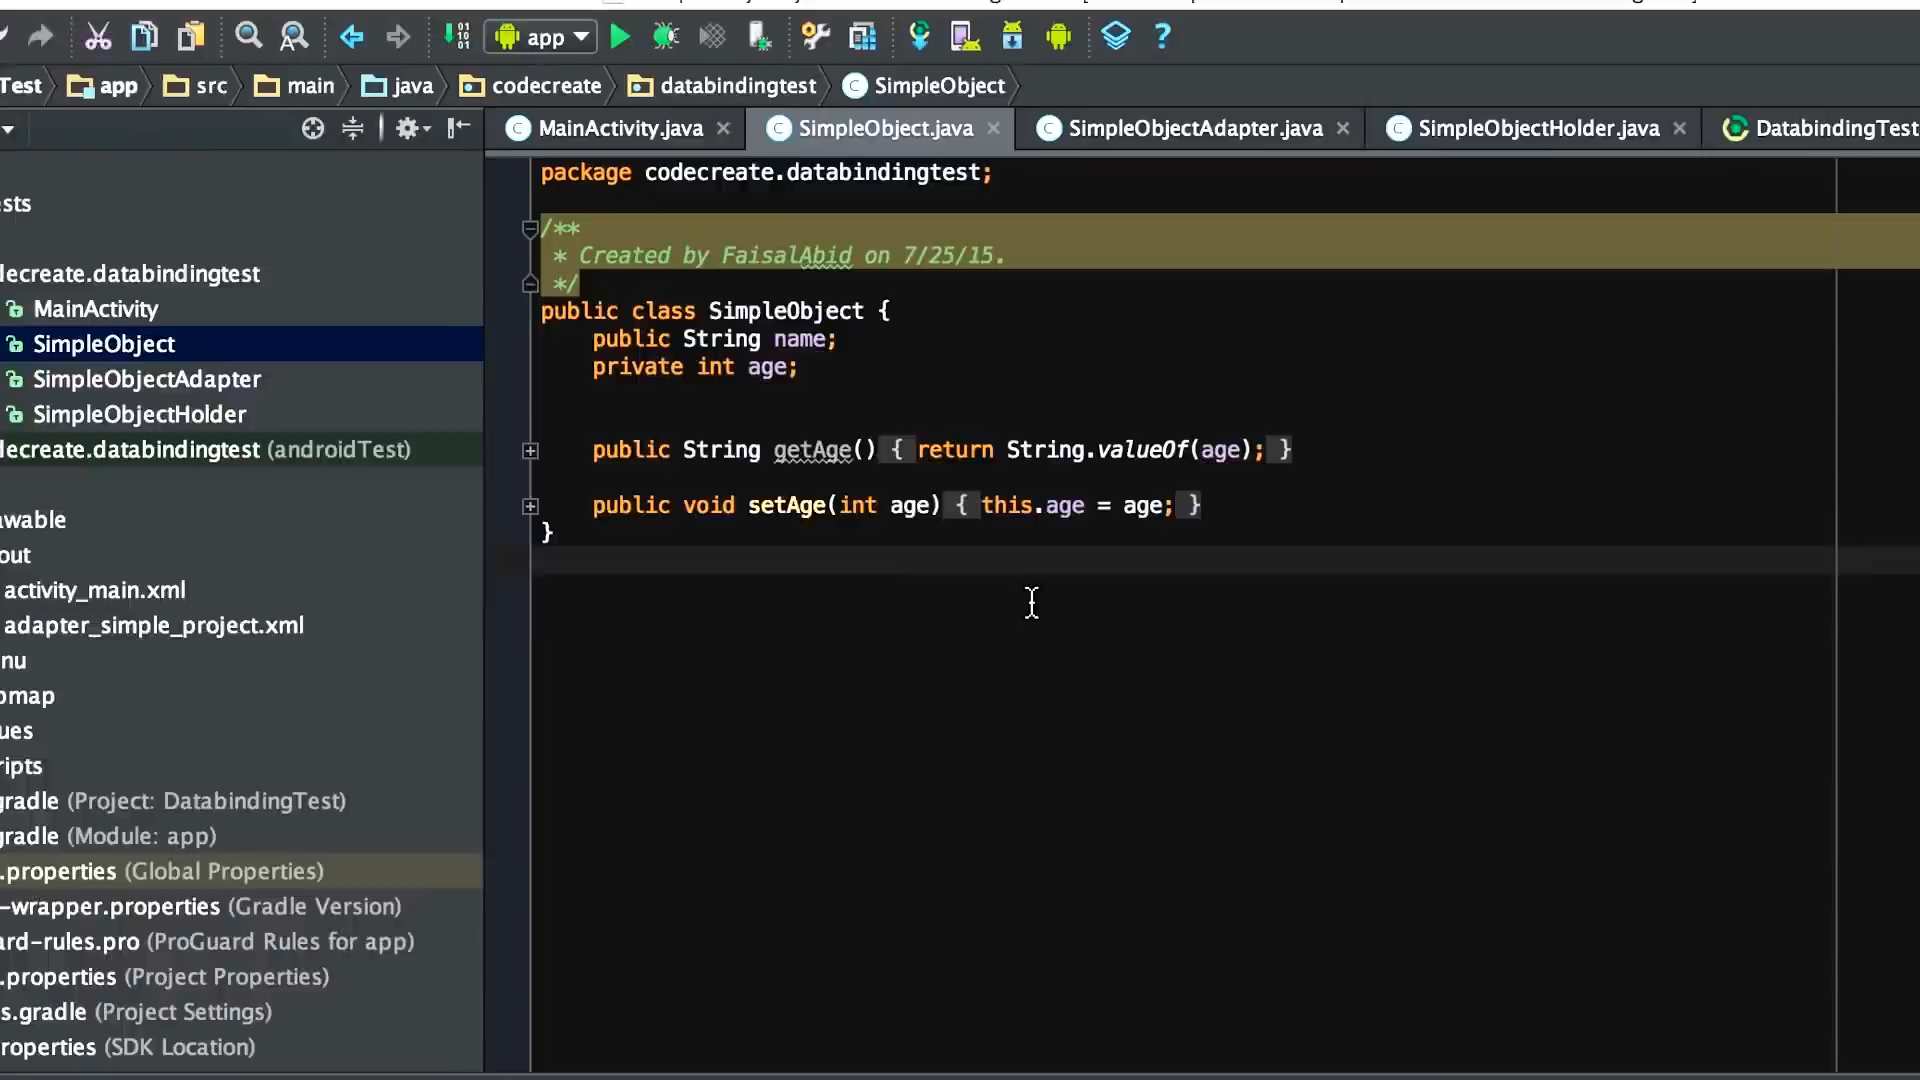 app
Test app src main java codecreate databindingtest SimpleObject
MainActivity.java SimpleObject.java SimpleObjectAdapter.java SimpleObjectHolder.java DatabindingTest
ests
lecreate.databindingtest
MainActivity
SimpleObject
SimpleObjectAdapter
SimpleObjectHolder
lecreate.databindingtest (androidTest)
awable
out
activity_main.xml
adapter_simple_project.xml
nu
pmap
ues
ripts
gradle (Project: DatabindingTest)
gradle (Module: app)
.properties (Global Properties)
-wrapper.properties (Gradle Version)
ard-rules.pro (ProGuard Rules for app)
.properties (Project Properties)
s.gradle (Project Settings)
roperties (SDK Location)
package codecreate.databindingtest;
/**
* Created by FaisalAbid on 7/25/15.
*/
public class SimpleObject {
public String name;
private int age;
public String getAge() { return String.valueOf(age); }
public void setAge(int age) { this.age = age; }
}